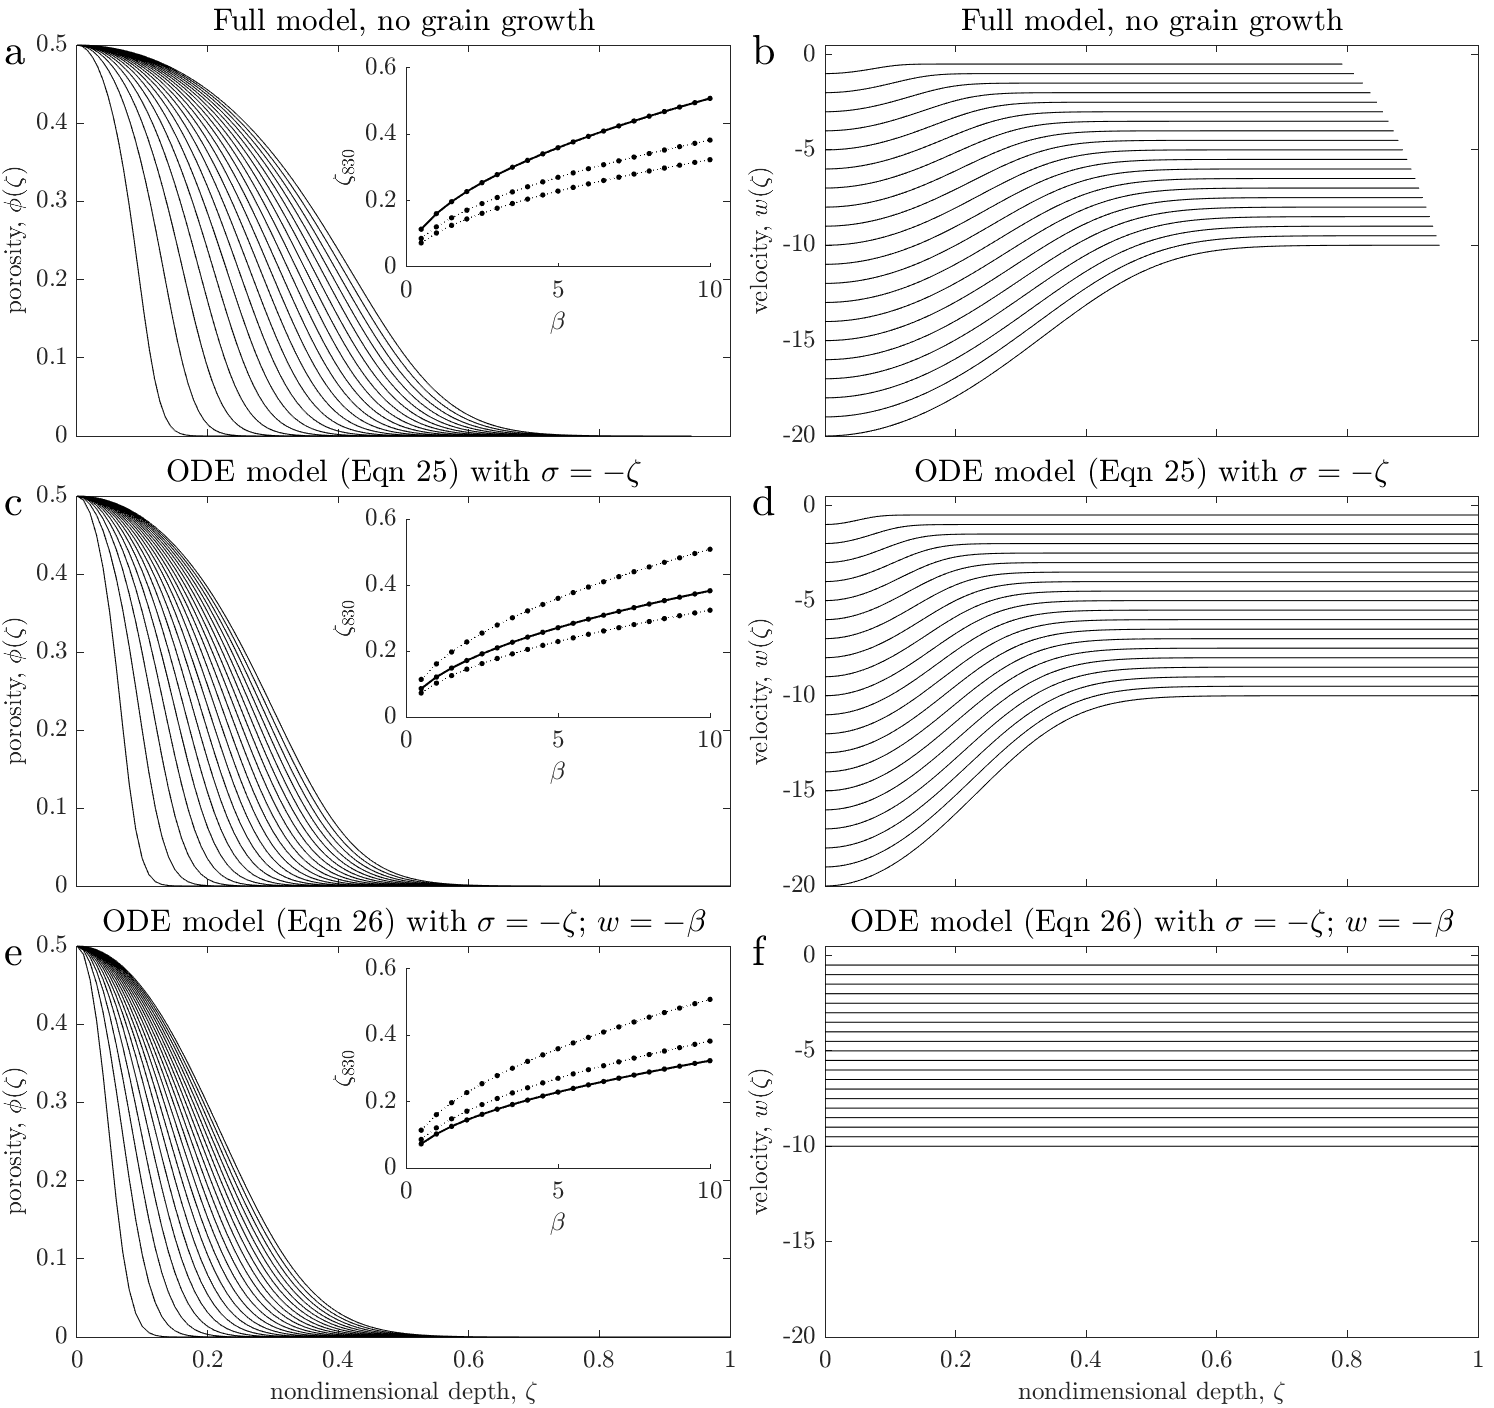 Full model, no grain growth
a
0.5
0.4
0.3
0.2
0.1
0
porosity, ϕ(ζ)
0.6
0.4
0.2
0
ζ830
0
5
10
β
Full model, no grain growth
b
0
-5
-10
-15
-20
velocity, w(ζ)
ODE model (Eqn 25) with σ = −ζ
c
0.5
0.4
0.3
0.2
0.1
0
porosity, ϕ(ζ)
0.6
0.4
0.2
0
ζ830
0
5
10
β
ODE model (Eqn 25) with σ = −ζ
d
0
-5
-10
-15
-20
velocity, w(ζ)
ODE model (Eqn 26) with σ = −ζ; w = −β
e
0.5
0.4
0.3
0.2
0.1
0
porosity, ϕ(ζ)
0.6
0.4
0.2
0
ζ830
0
5
10
β
0
0.2
0.4
0.6
0.8
1
nondimensional depth, ζ
ODE model (Eqn 26) with σ = −ζ; w = −β
f
0
-5
-10
-15
-20
velocity, w(ζ)
0
0.2
0.4
0.6
0.8
1
nondimensional depth, ζ